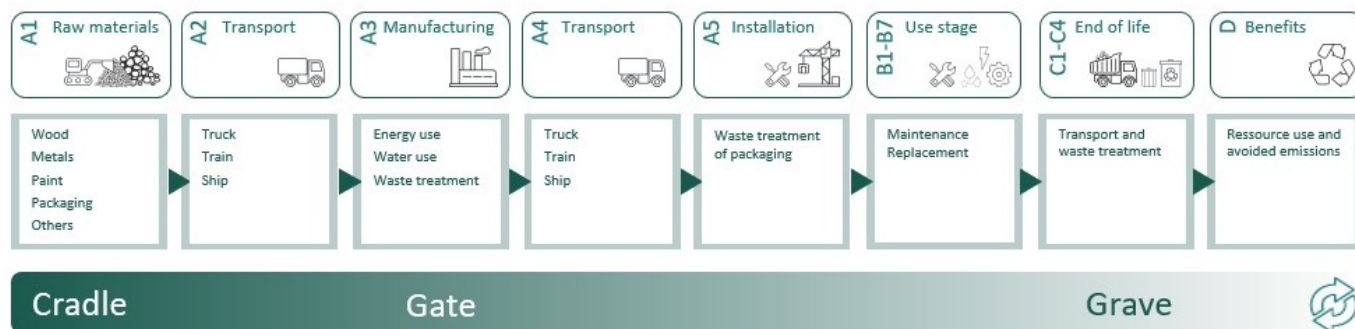 A1 Raw materials
A2 Transport
A3 Manufacturing
A4 Transport
A5 Installation
B1-B7 Use stage
C1-C4 End of life
D Benefits
Wood
Metals
Paint
Packaging
Others
Truck
Train
Ship
Energy use
Water use
Waste treatment
Truck
Train
Ship
Waste treatment
of packaging
Maintenance
Replacement
Transport and
waste treatment
Ressource use and
avoided emissions
Cradle
Gate
Grave